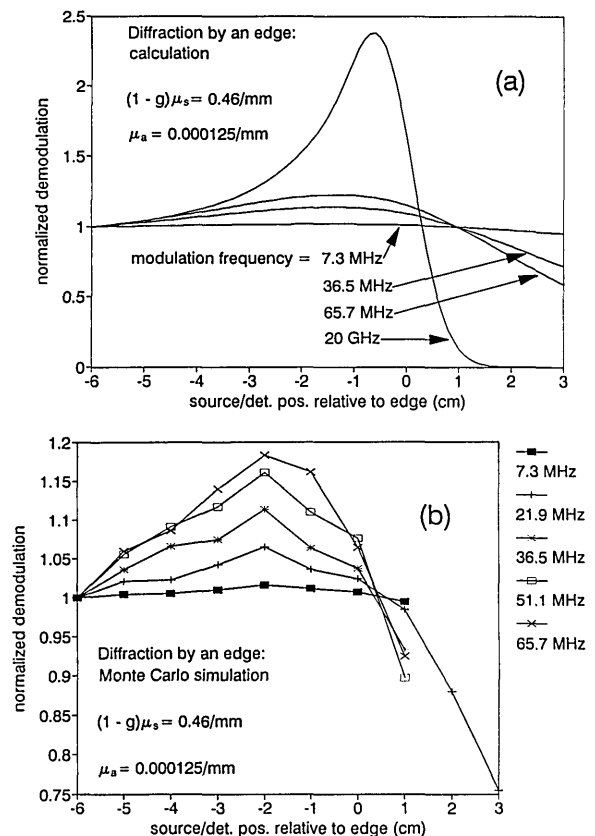 2.5
Diffraction by an edge:
calculation
(a)
2
(1 - g)μs = 0.46/mm
μa = 0.000125/mm
1.5
normalized demodulation
1
modulation frequency = 7.3 MHz
36.5 MHz
0.5
65.7 MHz
20 GHz
0
-6 -5 -4 -3 -2 -1 0 1 2 3
source/det. pos. relative to edge (cm)
1.2
1.15
(b)
7.3 MHz
1.1
21.9 MHz
1.05
36.5 MHz
normalized demodulation
1
51.1 MHz
0.95
65.7 MHz
Diffraction by an edge:
Monte Carlo simulation
0.9
(1 - g)μs = 0.46/mm
0.85
0.8
μa = 0.000125/mm
0.75
-6 -5 -4 -3 -2 -1 0 1 2 3
source/det. pos. relative to edge (cm)